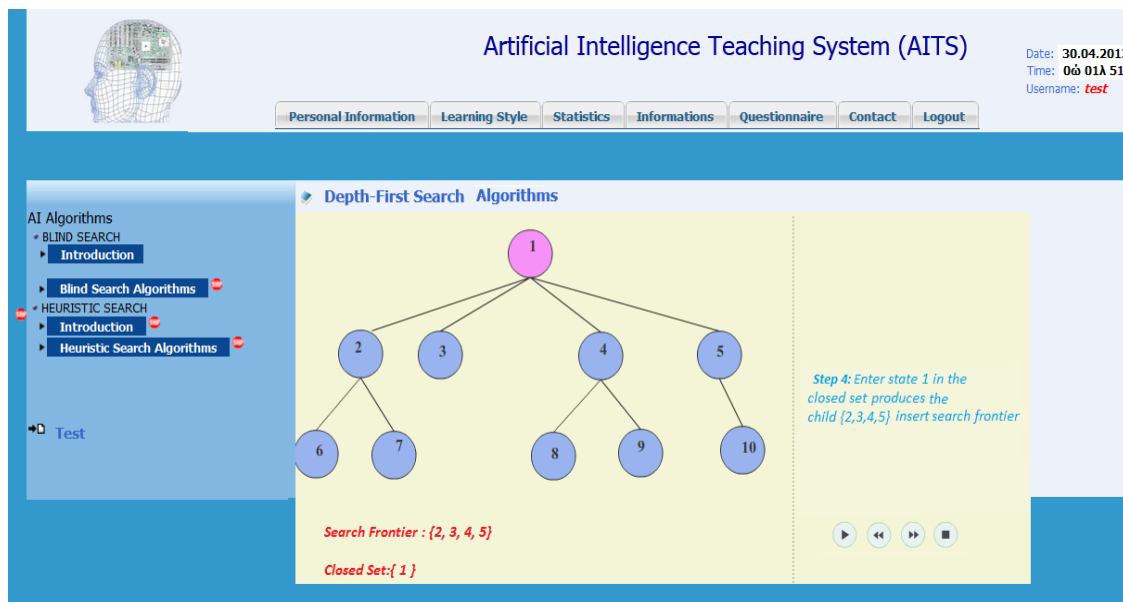 Artificial Intelligence Teaching System (AITS)
Date: 30.04.201
Time: 0ώ 01λ 51
Username: test
Personal Information Learning Style Statistics Informations Questionnaire Contact Logout
Depth-First Search Algorithms
AI Algorithms
BLIND SEARCH
Introduction
Blind Search Algorithms
HEURISTIC SEARCH
Introduction
Heuristic Search Algorithms
Test
1
2 3 4 5
6 7 8 9 10
Step 4: Enter state 1 in the
closed set produces the
child {2,3,4,5} insert search frontier
Search Frontier : {2, 3, 4, 5}
Closed Set:{ 1 }